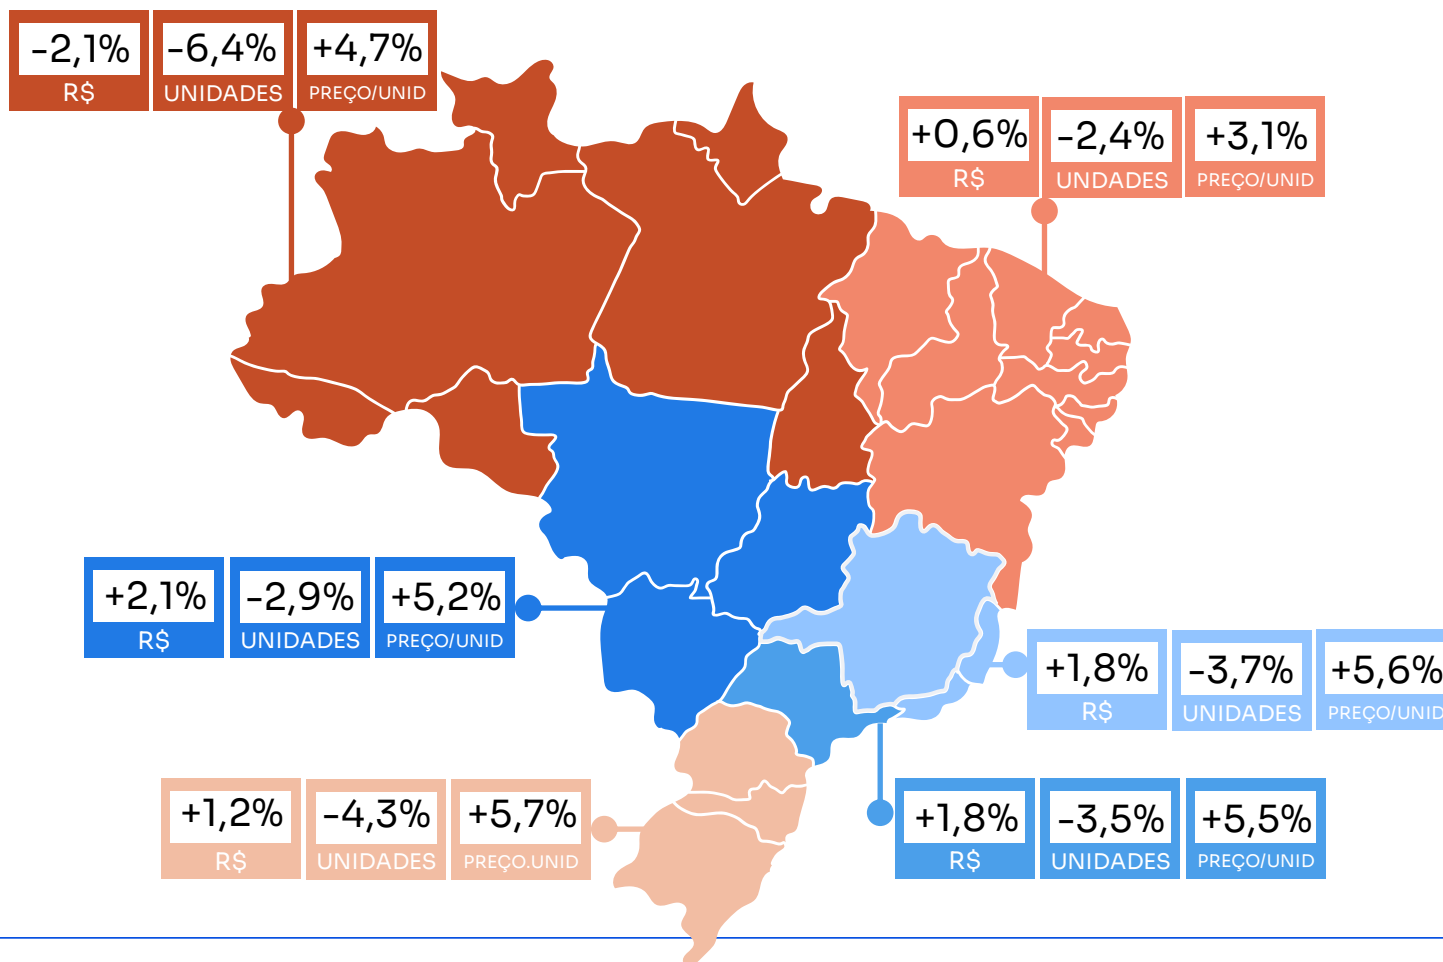 -2,1% -6,4% +4,7%
R$ UNIDADES PREÇO/UNID
+0,6% -2,4% +3,1%
R$ UNDADES PREÇO/UNID
+2,1% -2,9% +5,2%
R$ UNIDADES PREÇO/UNID
+1,8% -3,7% +5,6%
R$ UNIDADES PREÇO/UNID
+1,2% -4,3% +5,7%
R$ UNIDADES PREÇO.UNID
+1,8% -3,5% +5,5%
R$ UNIDADES PREÇO/UNID